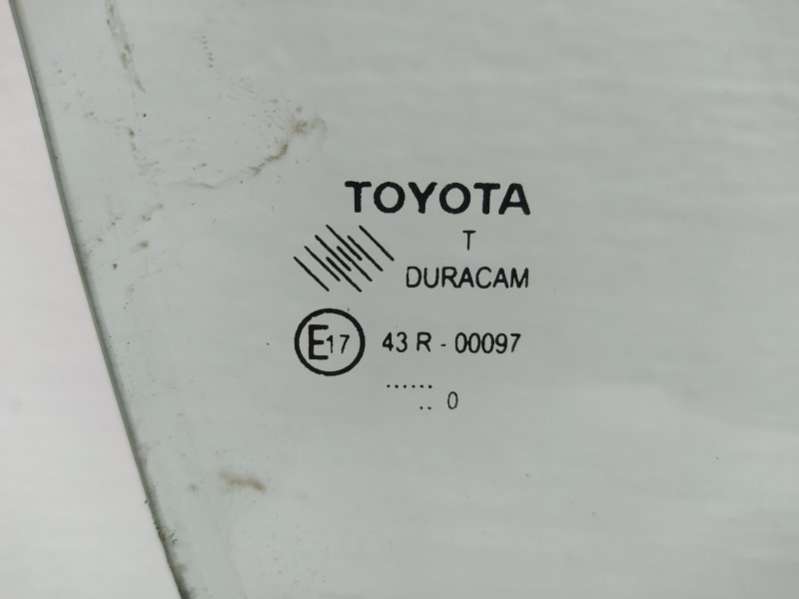 TOYOTA
T
DURACAM
E17 43 R - 00097
......
.. 0